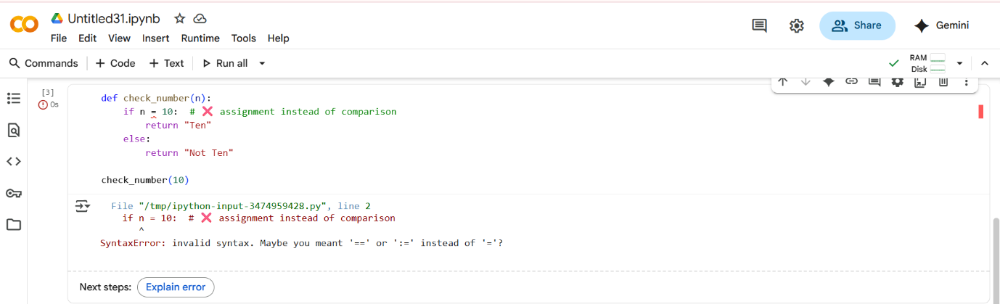 Untitled31.ipynb
File Edit View Insert Runtime Tools Help
Share
Gemini
Commands + Code + Text Run all
RAM
Disk
[3]
0s
def check_number(n):
    if n = 10:  # ❌ assignment instead of comparison
        return "Ten"
    else:
        return "Not Ten"
check_number(10)
File "/tmp/ipython-input-3474959428.py", line 2
    if n = 10:  # ❌ assignment instead of comparison
       ^
SyntaxError: invalid syntax. Maybe you meant '==' or ':=' instead of '='?
Next steps: Explain error